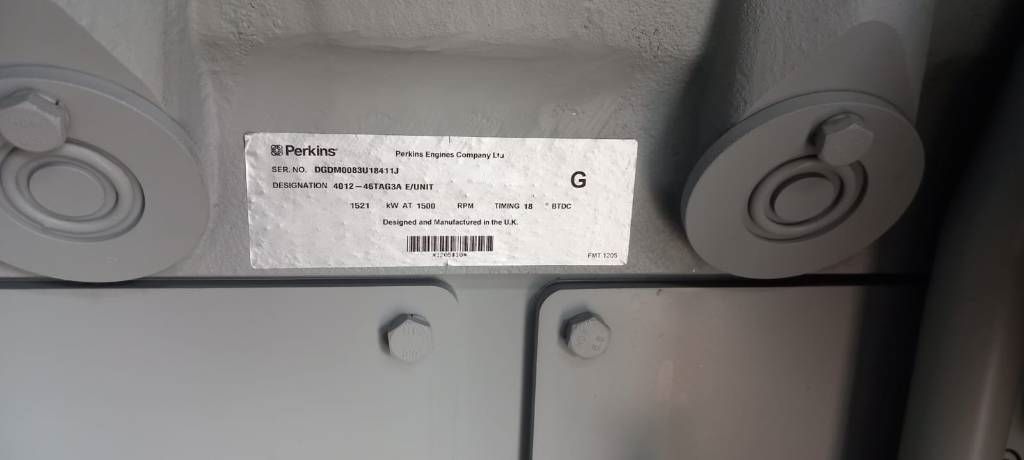 Perkins Perkins Engines Company Ltd
SER. NO. DGDM0083U18411J
DESIGNATION 4012-46TAG3A E/UNIT G
1521 kW AT 1500 RPM TIMING 18 ° BTDC
Designed and Manufactured in the U.K.
FMT 1205